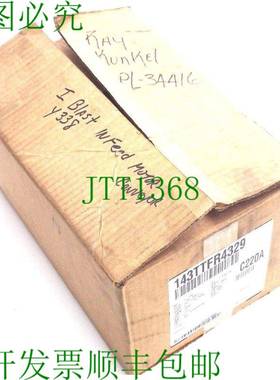 图必究
RAY
KUNKEL
PL-34416
I Blast
INFeed Motor
Y338
JTT1368
143TTFR4329
C220A
开发票顺丰包邮